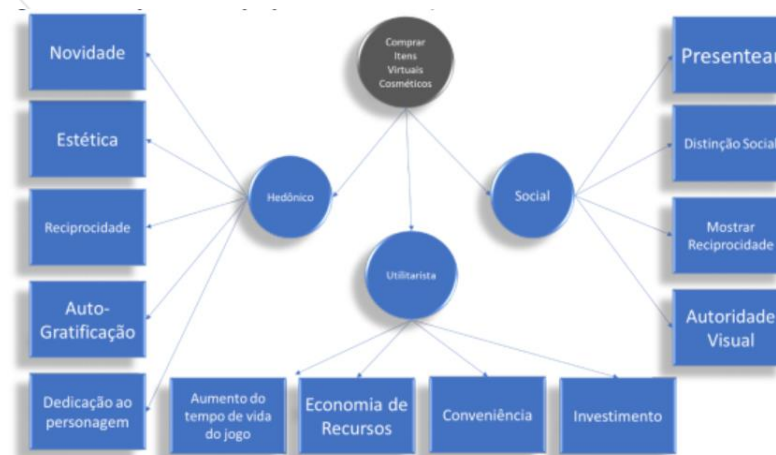 Comprar
Itens
Virtuais
Cosméticos
Novidade
Estética
Reciprocidade
Auto-
Gratificação
Dedicação ao
personagem
Hedônico
Utilitarista
Social
Presentear
Distinção Social
Mostrar
Reciprocidade
Autoridade
Visual
Aumento do
tempo de vida
do jogo
Economia de
Recursos
Conveniência
Investimento